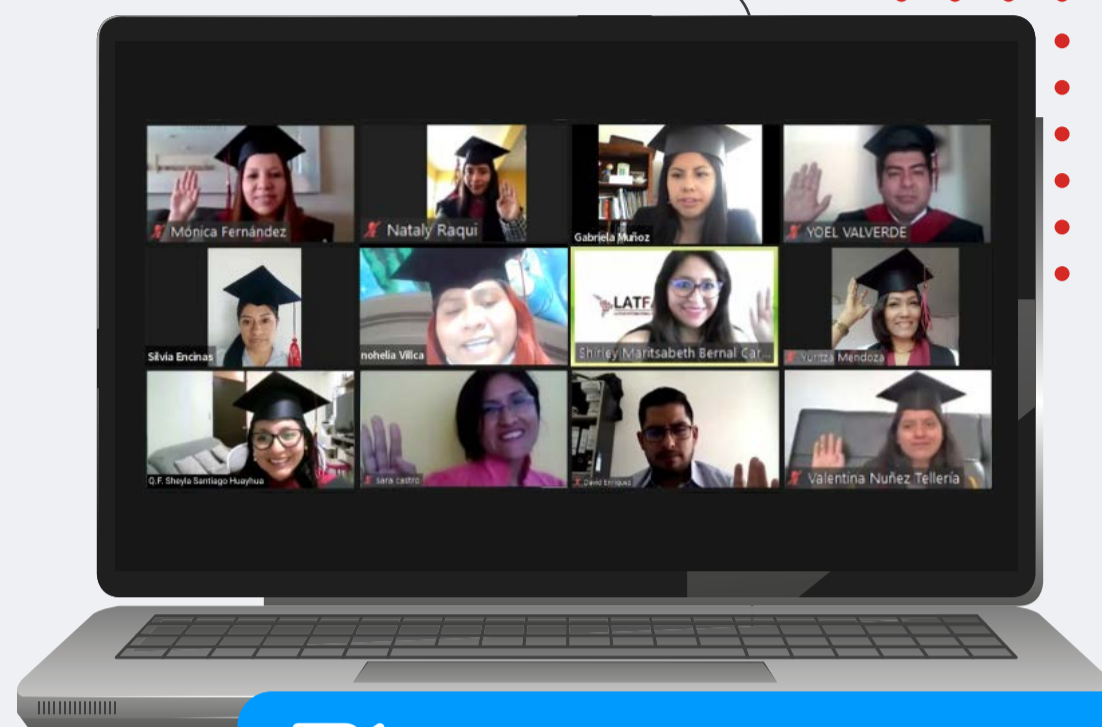 Mónica Fernández
Nataly Raqui
Gabriela Muñoz
YOEL VALVERDE
Silvia Encinas
nohelia Villca
LATFA
Shirley Maritsabeth Bernal Car...
Yuritza Mendoza
Q.F. Sheyla Santiago Huayhua
sara castro
David Enriquez
Valentina Nuñez Tellería